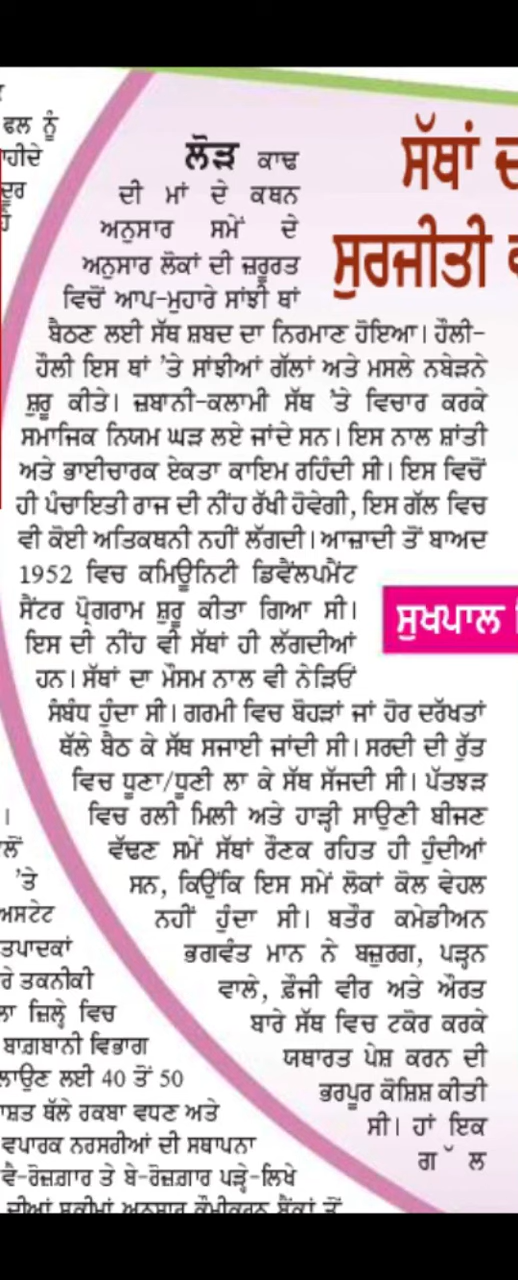 ਸੱਥਾਂ
ਸੁਰਜੀਤੀ
ਲੋੜ ਕਾਢ
ਦੀ ਮਾਂ ਦੇ ਕਥਨ
ਅਨੁਸਾਰ ਸਮੇਂ ਦੇ
ਅਨੁਸਾਰ ਲੋਕਾਂ ਦੀ ਜ਼ਰੂਰਤ
ਵਿਚੋਂ ਆਪ-ਮੁਹਾਰੇ ਸਾਂਝੀ ਥਾਂ
ਬੈਠਣ ਲਈ ਸੱਥ ਸ਼ਬਦ ਦਾ ਨਿਰਮਾਣ ਹੋਇਆ। ਹੌਲੀ-
ਹੌਲੀ ਇਸ ਥਾਂ 'ਤੇ ਸਾਂਝੀਆਂ ਗੱਲਾਂ ਅਤੇ ਮਸਲੇ ਨਬੇੜਨੇ
ਸ਼ੁਰੂ ਕੀਤੇ। ਜ਼ਬਾਨੀ-ਕਲਾਮੀ ਸੱਥ 'ਤੇ ਵਿਚਾਰ ਕਰਕੇ
ਸਮਾਜਿਕ ਨਿਯਮ ਘੜ ਲਏ ਜਾਂਦੇ ਸਨ। ਇਸ ਨਾਲ ਸ਼ਾਂਤੀ
ਅਤੇ ਭਾਈਚਾਰਕ ਏਕਤਾ ਕਾਇਮ ਰਹਿੰਦੀ ਸੀ। ਇਸ ਵਿਚੋਂ
ਹੀ ਪੰਚਾਇਤੀ ਰਾਜ ਦੀ ਨੀਂਹ ਰੱਖੀ ਹੋਵੇਗੀ, ਇਸ ਗੱਲ ਵਿਚ
ਵੀ ਕੋਈ ਅਤਿਕਥਨੀ ਨਹੀਂ ਲੱਗਦੀ। ਆਜ਼ਾਦੀ ਤੋਂ ਬਾਅਦ
1952 ਵਿਚ ਕਮਿਊਨਿਟੀ ਡਿਵੈੱਲਪਮੈਂਟ
ਸੈਂਟਰ ਪ੍ਰੋਗਰਾਮ ਸ਼ੁਰੂ ਕੀਤਾ ਗਿਆ ਸੀ।
ਇਸ ਦੀ ਨੀਂਹ ਵੀ ਸੱਥਾਂ ਹੀ ਲੱਗਦੀਆਂ
ਹਨ। ਸੱਥਾਂ ਦਾ ਮੌਸਮ ਨਾਲ ਵੀ ਨੇੜਿਓਂ
ਸੰਬੰਧ ਹੁੰਦਾ ਸੀ। ਗਰਮੀ ਵਿਚ ਬੋਹੜਾਂ ਜਾਂ ਹੋਰ ਦਰੱਖਤਾਂ
ਥੱਲੇ ਬੈਠ ਕੇ ਸੱਥ ਸਜਾਈ ਜਾਂਦੀ ਸੀ। ਸਰਦੀ ਦੀ ਰੁੱਤ
ਵਿਚ ਧੂਣਾ/ਧੂਣੀ ਲਾ ਕੇ ਸੱਥ ਸੱਜਦੀ ਸੀ। ਪੱਤਝੜ
ਵਿਚ ਰਲੀ ਮਿਲੀ ਅਤੇ ਹਾੜ੍ਹੀ ਸਾਉਣੀ ਬੀਜਣ
ਵੱਢਣ ਸਮੇਂ ਸੱਥਾਂ ਰੌਣਕ ਰਹਿਤ ਹੀ ਹੁੰਦੀਆਂ
ਸਨ, ਕਿਉਂਕਿ ਇਸ ਸਮੇਂ ਲੋਕਾਂ ਕੋਲ ਵੇਹਲ
ਨਹੀਂ ਹੁੰਦਾ ਸੀ। ਬਤੌਰ ਕਮੇਡੀਅਨ
ਭਗਵੰਤ ਮਾਨ ਨੇ ਬਜ਼ੁਰਗ, ਪੜ੍ਹਨ
ਵਾਲੇ, ਫ਼ੌਜੀ ਵੀਰ ਅਤੇ ਔਰਤ
ਬਾਰੇ ਸੱਥ ਵਿਚ ਟਕੋਰ ਕਰਕੇ
ਯਥਾਰਤ ਪੇਸ਼ ਕਰਨ ਦੀ
ਭਰਪੂਰ ਕੋਸ਼ਿਸ਼ ਕੀਤੀ
ਸੀ। ਹਾਂ ਇਕ
ਗੱਲ
ਸੁਖਪਾਲ
ਫਲ ਨੂੰ
ਅਸਟੇਟ
ਰੇ ਤਕਨੀਕੀ
ਜ਼ਿਲ੍ਹੇ ਵਿਚ
ਬਾਗ਼ਬਾਨੀ ਵਿਭਾਗ
ਲਾਉਣ ਲਈ 40 ਤੋਂ 50
ਥੱਲੇ ਰਕਬਾ ਵਧਣ ਅਤੇ
ਵਪਾਰਕ ਨਰਸਰੀਆਂ ਦੀ ਸਥਾਪਨਾ
ਵੈ-ਰੋਜ਼ਗਾਰ ਤੇ ਬੇ-ਰੋਜ਼ਗਾਰ ਪੜ੍ਹੇ-ਲਿਖੇ